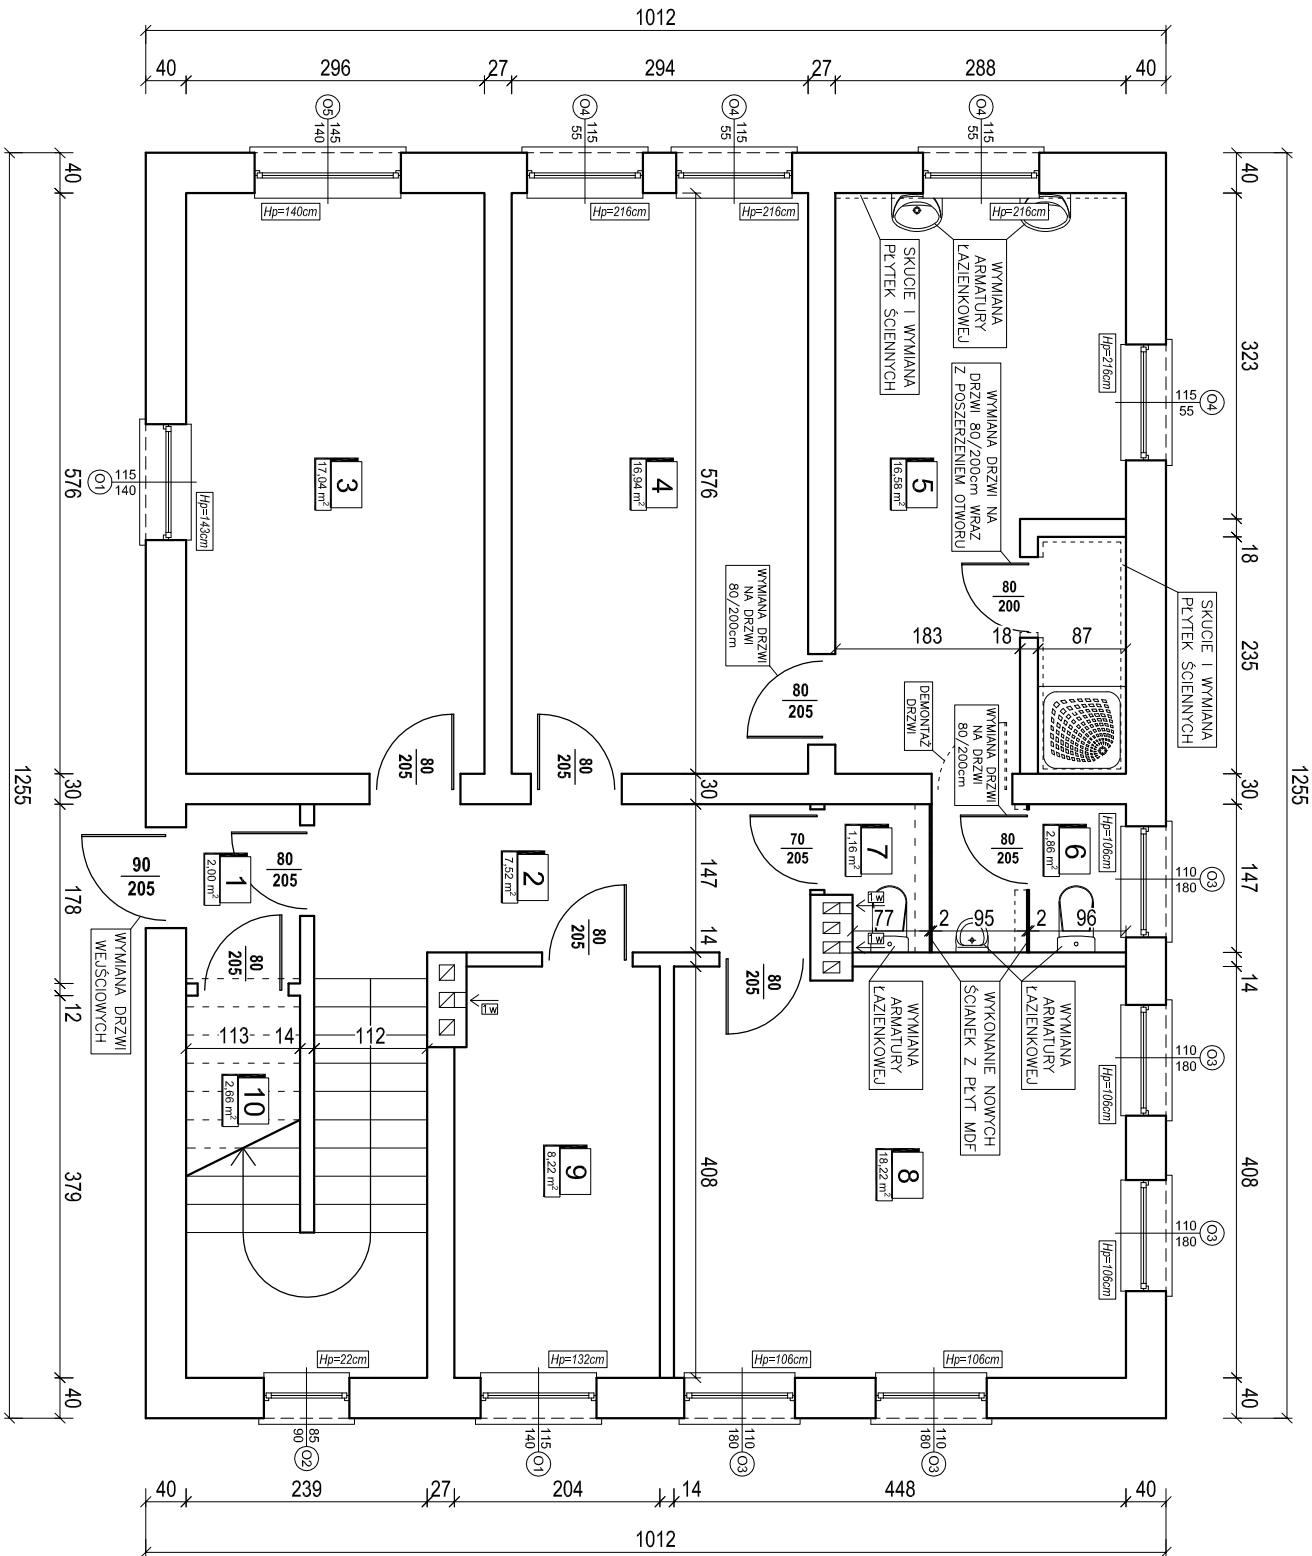 1012
40
296
27
294
27
288
40
O5
145
140
O4
115
55
O4
115
55
O4
115
55
Hp=140cm
Hp=216cm
Hp=216cm
Hp=216cm
1255
40
576
30
178
12
379
40
1255
40
323
18
235
30
147
14
408
40
WYMIANA
ARMATURY
ŁAZIENKOWEJ
SKUCIE I WYMIANA
PŁYTEK ŚCIENNYCH
Hp=216cm
115
55
O4
WYMIANA DRZWI NA
DRZWI 80/200cm WRAZ
Z POSZERZENIEM OTWORU
3
17,04 m²
4
16,94 m²
576
5
16,58 m²
O1
115
140
Hp=143cm
80
200
SKUCIE I WYMIANA
PŁYTEK ŚCIENNYCH
WYMIANA DRZWI
NA DRZWI
80/200cm
183
18
87
80
205
DEMONTAŻ
DRZWI
WYMIANA DRZWI
NA DRZWI
80/200cm
80
205
80
205
30
90
205
1
2,00 m²
80
205
2
7,52 m²
147
70
205
7
1,16 m²
80
205
6
2,86 m²
Hp=106cm
110
180
O3
1w
1w
77
2
95
2
96
WYMIANA DRZWI
WEJŚCIOWYCH
80
205
80
205
14
80
205
1w
113
14
112
WYMIANA
ARMATURY
ŁAZIENKOWEJ
WYKONANIE NOWYCH
ŚCIANEK Z PŁYT MDF
WYMIANA
ARMATURY
ŁAZIENKOWEJ
Hp=106cm
110
180
O3
10
2,66 m²
9
8,22 m²
408
8
18,22 m²
Hp=106cm
110
180
O3
Hp=22cm
Hp=132cm
Hp=106cm
Hp=106cm
85
90
O2
115
140
O1
110
180
O3
110
180
O3
40
239
27
204
14
448
40
1012